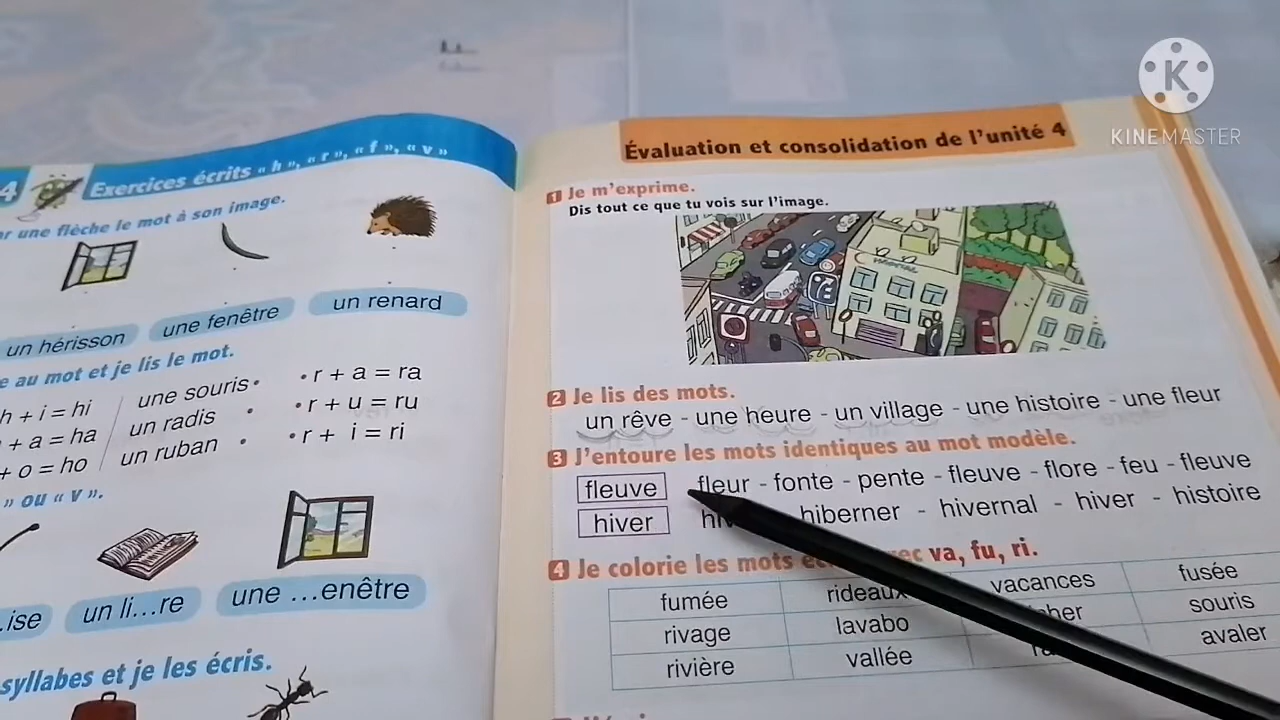 4
Exercices écrits « h », « r », « f », « v »
une flèche le mot à son image.
un hérisson
une fenêtre
un renard
au mot et je lis le mot.
h + i = hi
+ a = ha
+ o = ho
une souris •
un radis •
un ruban •
• r + a = ra
• r + u = ru
• r + i = ri
» ou « v ».
un li...re
une ...enêtre
syllabes et je les écris.
Évaluation et consolidation de l'unité 4
1 Je m'exprime.
Dis tout ce que tu vois sur l'image.
2 Je lis des mots.
un rêve - une heure - un village - une histoire - une fleur
3 J'entoure les mots identiques au mot modèle.
fleuve fleur - fonte - pente - fleuve - flore - feu - fleuve
hiver hiberner - hivernal - hiver - histoire
4 Je colorie les mots va, fu, ri.
fumée rideaux vacances fusée
rivage lavabo souris
rivière vallée avaler
KINEMASTER